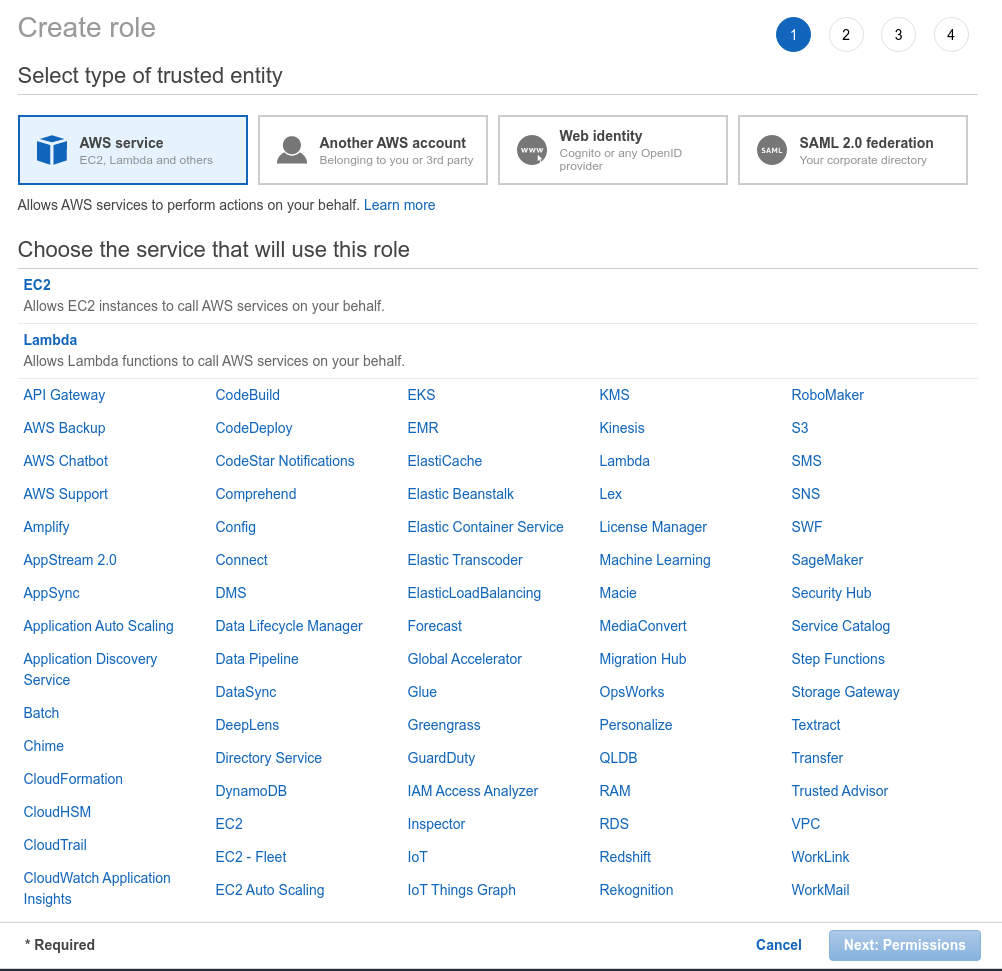 Create role
1 2 3 4
Select type of trusted entity
AWS service
EC2, Lambda and others
Another AWS account
Belonging to you or 3rd party
www
Web identity
Cognito or any OpenID
provider
SAML
SAML 2.0 federation
Your corporate directory
Allows AWS services to perform actions on your behalf. Learn more
Choose the service that will use this role
EC2
Allows EC2 instances to call AWS services on your behalf.
Lambda
Allows Lambda functions to call AWS services on your behalf.
API Gateway
AWS Backup
AWS Chatbot
AWS Support
Amplify
AppStream 2.0
AppSync
Application Auto Scaling
Application Discovery
Service
Batch
Chime
CloudFormation
CloudHSM
CloudTrail
CloudWatch Application
Insights
CodeBuild
CodeDeploy
CodeStar Notifications
Comprehend
Config
Connect
DMS
Data Lifecycle Manager
Data Pipeline
DataSync
DeepLens
Directory Service
DynamoDB
EC2
EC2 - Fleet
EC2 Auto Scaling
EKS
EMR
ElastiCache
Elastic Beanstalk
Elastic Container Service
Elastic Transcoder
ElasticLoadBalancing
Forecast
Global Accelerator
Glue
Greengrass
GuardDuty
IAM Access Analyzer
Inspector
IoT
IoT Things Graph
KMS
Kinesis
Lambda
Lex
License Manager
Machine Learning
Macie
MediaConvert
Migration Hub
OpsWorks
Personalize
QLDB
RAM
RDS
Redshift
Rekognition
RoboMaker
S3
SMS
SNS
SWF
SageMaker
Security Hub
Service Catalog
Step Functions
Storage Gateway
Textract
Transfer
Trusted Advisor
VPC
WorkLink
WorkMail
* Required
Cancel
Next: Permissions